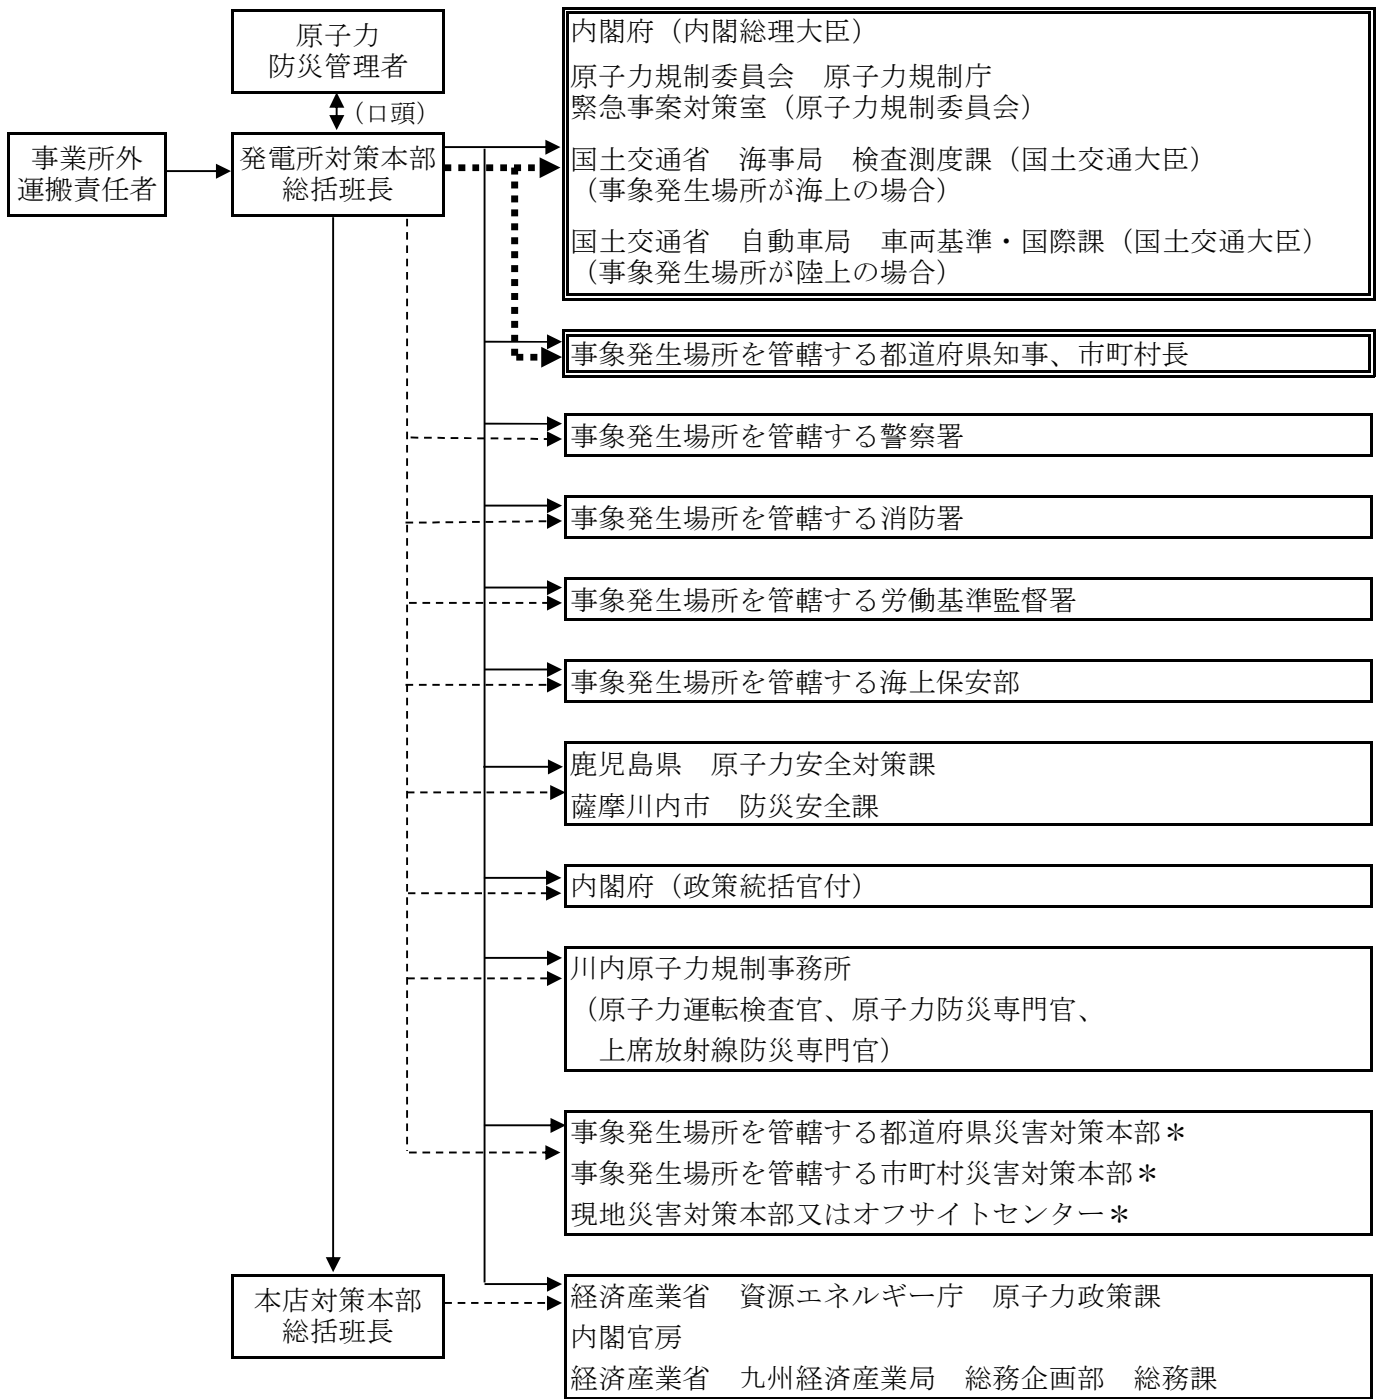 原子力
防災管理者
（口頭）
事業所外
運搬責任者
発電所対策本部
総括班長
内閣府（内閣総理大臣）
原子力規制委員会　原子力規制庁
緊急事案対策室（原子力規制委員会）
国土交通省　海事局　検査測度課（国土交通大臣）
（事象発生場所が海上の場合）
国土交通省　自動車局　車両基準・国際課（国土交通大臣）
（事象発生場所が陸上の場合）
事象発生場所を管轄する都道府県知事、市町村長
事象発生場所を管轄する警察署
事象発生場所を管轄する消防署
事象発生場所を管轄する労働基準監督署
事象発生場所を管轄する海上保安部
鹿児島県　原子力安全対策課
薩摩川内市　防災安全課
内閣府（政策統括官付）
川内原子力規制事務所
（原子力運転検査官、原子力防災専門官、
上席放射線防災専門官）
事象発生場所を管轄する都道府県災害対策本部＊
事象発生場所を管轄する市町村災害対策本部＊
現地災害対策本部又はオフサイトセンター＊
本店対策本部
総括班長
経済産業省　資源エネルギー庁　原子力政策課
内閣官房
経済産業省　九州経済産業局　総務企画部　総務課